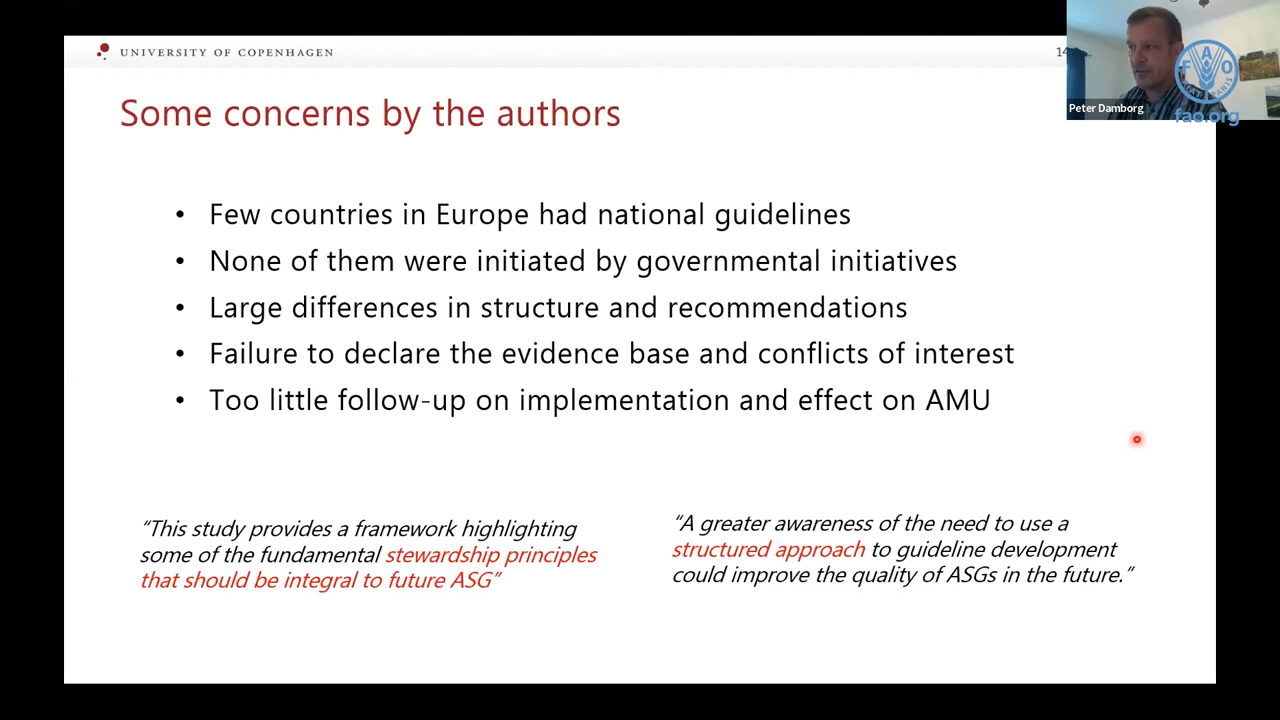 UNIVERSITY OF COPENHAGEN
14
Some concerns by the authors
• Few countries in Europe had national guidelines
• None of them were initiated by governmental initiatives
• Large differences in structure and recommendations
• Failure to declare the evidence base and conflicts of interest
• Too little follow-up on implementation and effect on AMU
“This study provides a framework highlighting
some of the fundamental stewardship principles
that should be integral to future ASG”
“A greater awareness of the need to use a
structured approach to guideline development
could improve the quality of ASGs in the future.”
Peter Damborg
F A O
fao.org